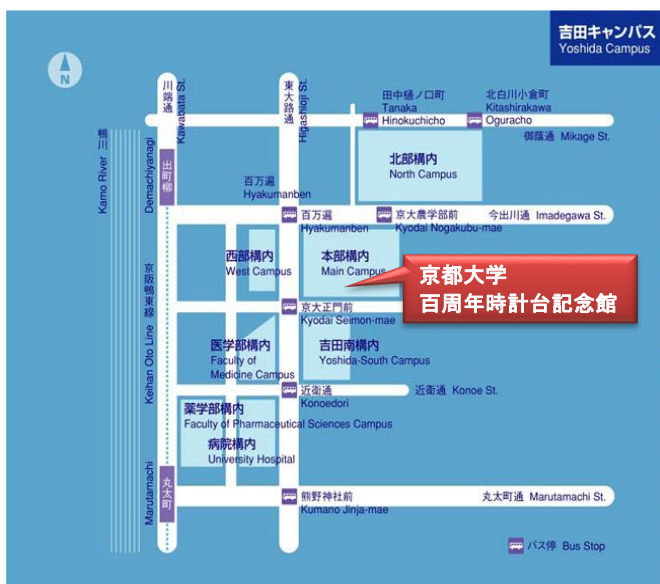 吉田キャンパス
Yoshida Campus
N
川端通
Kawabata St.
東大路通
Higashioji St.
田中樋ノ口町
Tanaka
Hinokuchicho
北白川小倉町
Kitashirakawa
Oguracho
御蔭通 Mikage St.
鴨川
Kamo River
出町柳
Demachiyanagi
北部構内
North Campus
百万遍
Hyakumanben
百万遍
Hyakumanben
京大農学部前
Kyodai Nogakubu-mae
今出川通 Imadegawa St.
西部構内
West Campus
本部構内
Main Campus
京都大学
百周年時計台記念館
京阪鴨東線
Keihan Oto Line
京大正門前
Kyodai Seimon-mae
医学部構内
Faculty of
Medicine Campus
吉田南構内
Yoshida-South Campus
近衛通
Konoedori
近衛通 Konoe St.
薬学部構内
Faculty of Pharmaceutical Sciences Campus
病院構内
University Hospital
丸太町
Marutamachi
熊野神社前
Kumano Jinja-mae
丸太町通 Marutamachi St.
バス停 Bus Stop